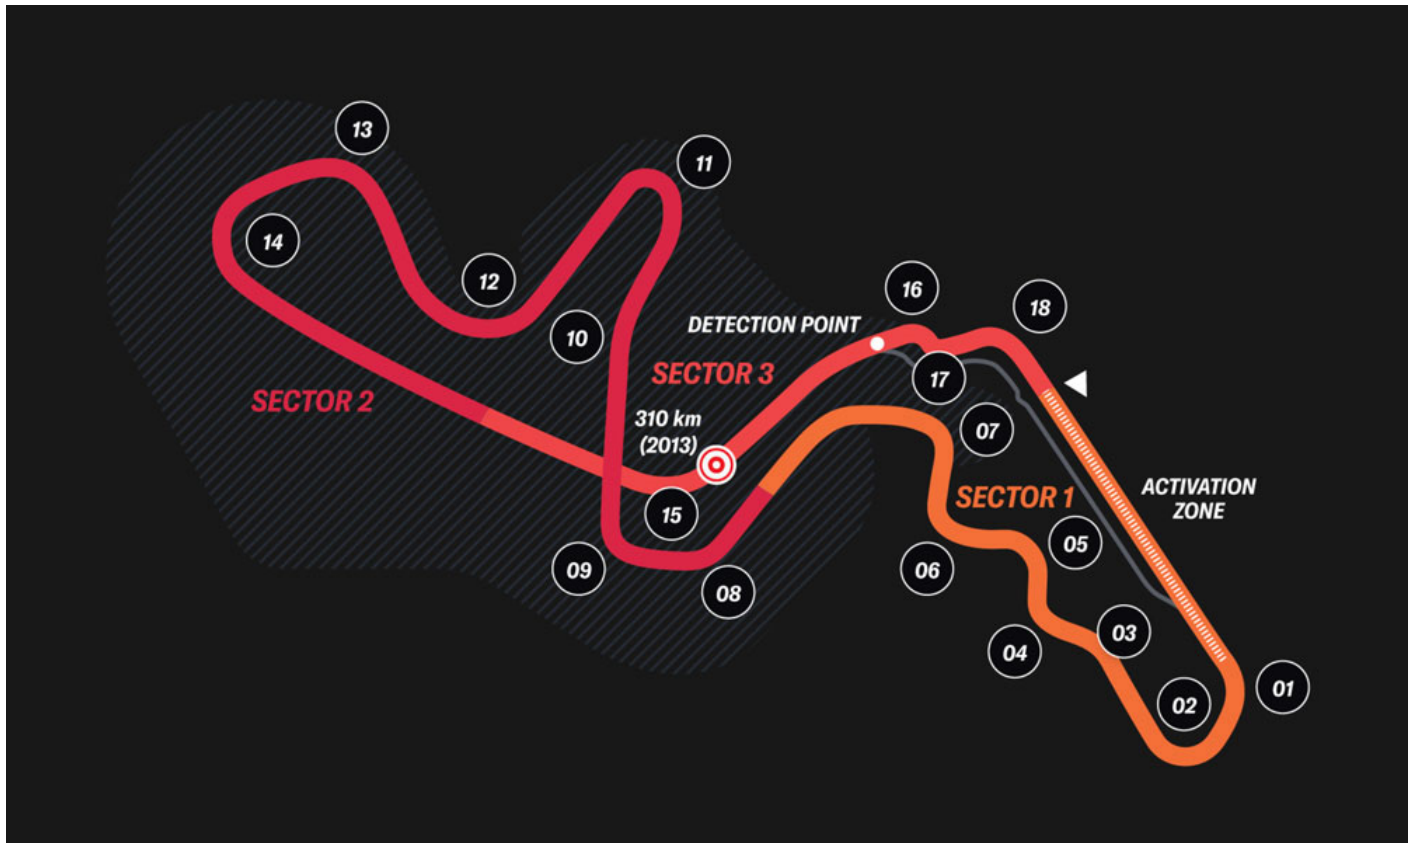 13
11
14
12
16
18
10
DETECTION POINT
SECTOR 3
17
SECTOR 2
310 km
(2013)
07
SECTOR 1
ACTIVATION
ZONE
15
05
09
06
08
03
04
01
02